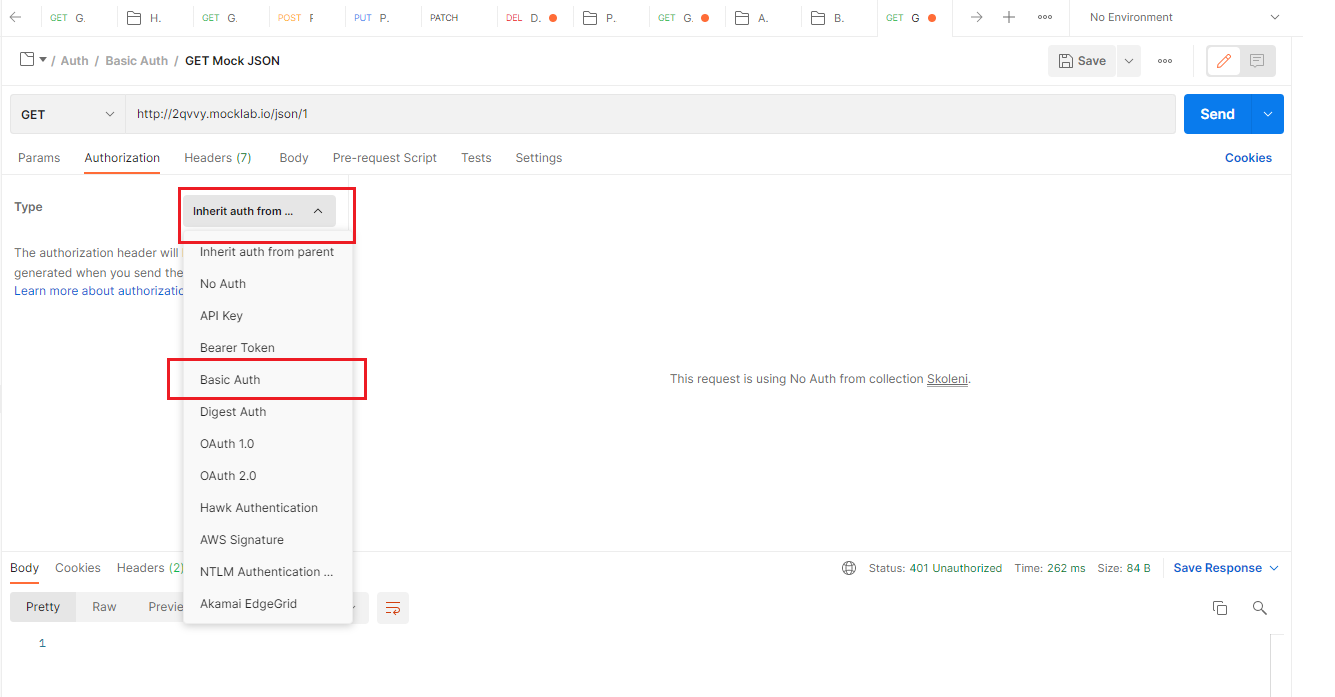 GET G. H. GET G. POST F PUT P. PATCH DEL D. P. GET G. A. B. GET G No Environment
/ Auth / Basic Auth / GET Mock JSON Save
GET http://2qvvy.mocklab.io/json/1 Send
Params Authorization Headers (7) Body Pre-request Script Tests Settings Cookies
Type Inherit auth from ...
The authorization header will
generated when you send the
Learn more about authorizatio
Inherit auth from parent
No Auth
API Key
Bearer Token
Basic Auth
Digest Auth
OAuth 1.0
OAuth 2.0
Hawk Authentication
AWS Signature
NTLM Authentication ...
Akamai EdgeGrid
This request is using No Auth from collection Skoleni.
Body Cookies Headers (2) Status: 401 Unauthorized Time: 262 ms Size: 84 B Save Response
Pretty Raw Previe
1